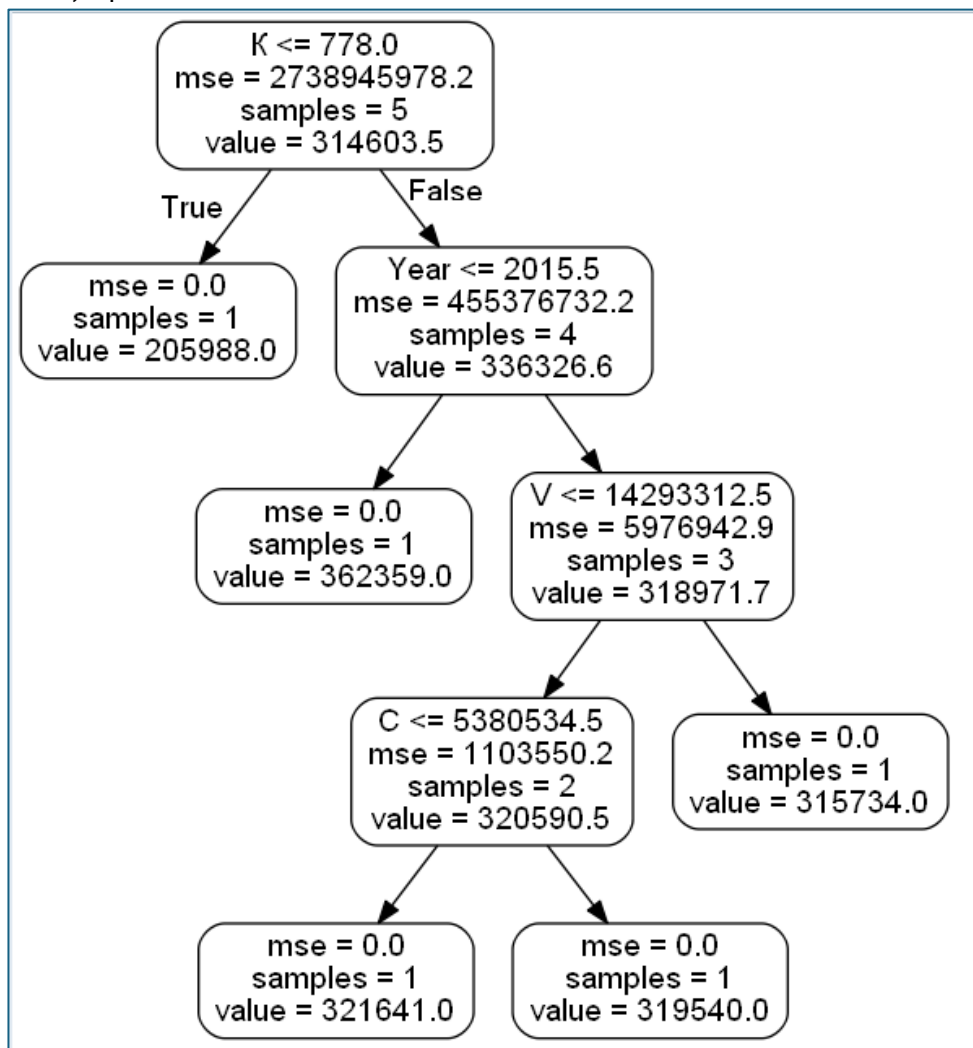 K <= 778.0
mse = 2738945978.2
samples = 5
value = 314603.5
True
False
mse = 0.0
samples = 1
value = 205988.0
Year <= 2015.5
mse = 455376732.2
samples = 4
value = 336326.6
mse = 0.0
samples = 1
value = 362359.0
V <= 14293312.5
mse = 5976942.9
samples = 3
value = 318971.7
C <= 5380534.5
mse = 1103550.2
samples = 2
value = 320590.5
mse = 0.0
samples = 1
value = 315734.0
mse = 0.0
samples = 1
value = 321641.0
mse = 0.0
samples = 1
value = 319540.0